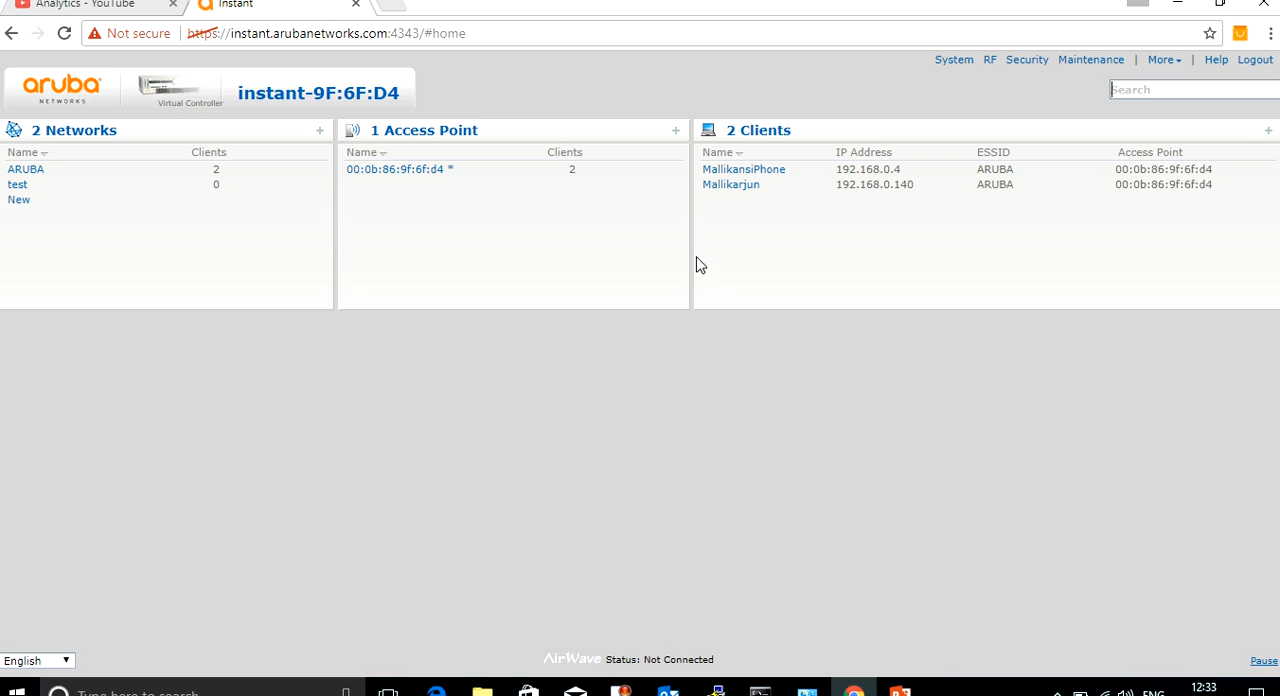 Analytics - YouTube
Instant
Not secure https://instant.arubanetworks.com:4343/#home
System RF Security Maintenance | More | Help Logout
aruba
NETWORKS
Virtual Controller
instant-9F:6F:D4
Search
2 Networks +
Name Clients
ARUBA 2
test 0
New
1 Access Point +
Name Clients
00:0b:86:9f:6f:d4 * 2
2 Clients +
Name IP Address ESSID Access Point
MallikansiPhone 192.168.0.4 ARUBA 00:0b:86:9f:6f:d4
Mallikarjun 192.168.0.140 ARUBA 00:0b:86:9f:6f:d4
English
AirWave Status: Not Connected
Pause
Type here to search
ENG
12:33